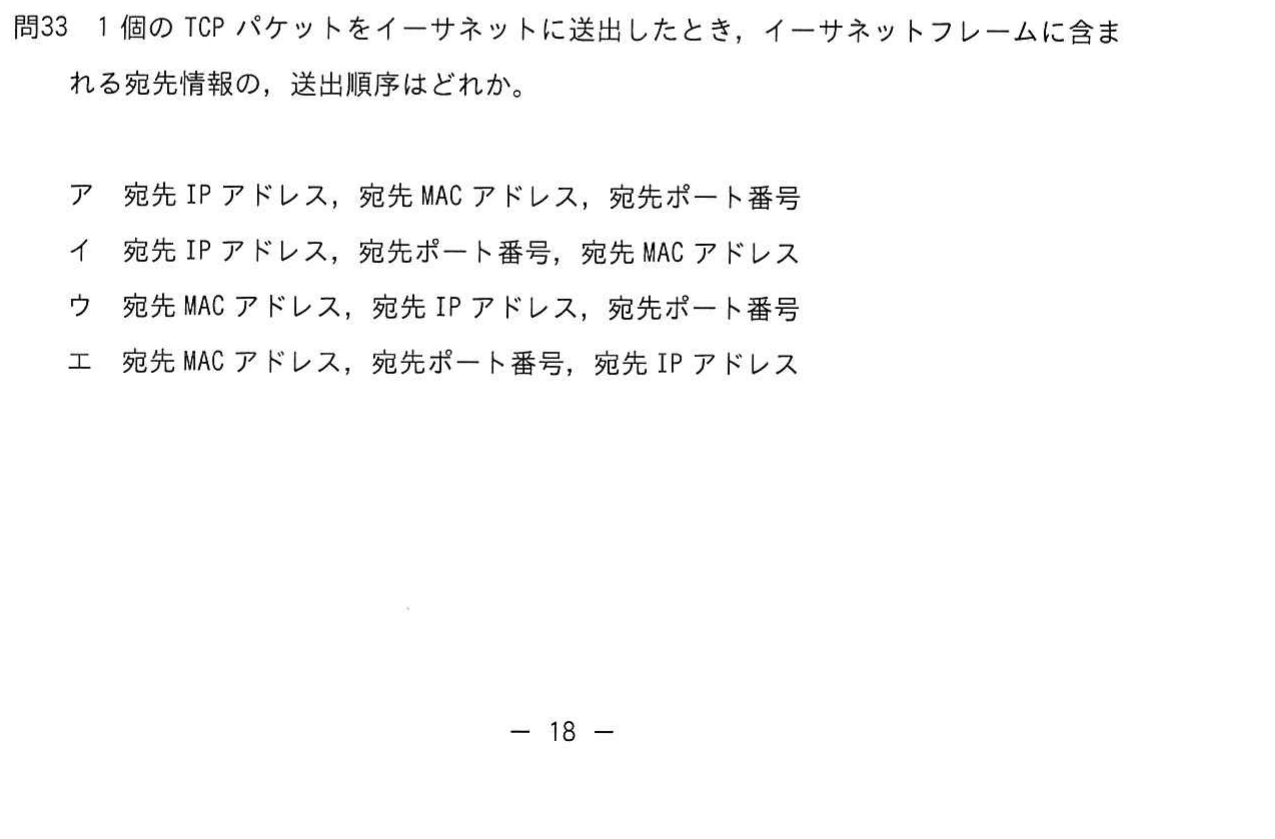 問33　1 個の TCP パケットをイーサネットに送出したとき，イーサネットフレームに含ま
れる宛先情報の，送出順序はどれか。
ア　宛先 IP アドレス，宛先 MAC アドレス，宛先ポート番号
イ　宛先 IP アドレス，宛先ポート番号，宛先 MAC アドレス
ウ　宛先 MAC アドレス，宛先 IP アドレス，宛先ポート番号
エ　宛先 MAC アドレス，宛先ポート番号，宛先 IP アドレス
― 18 ―